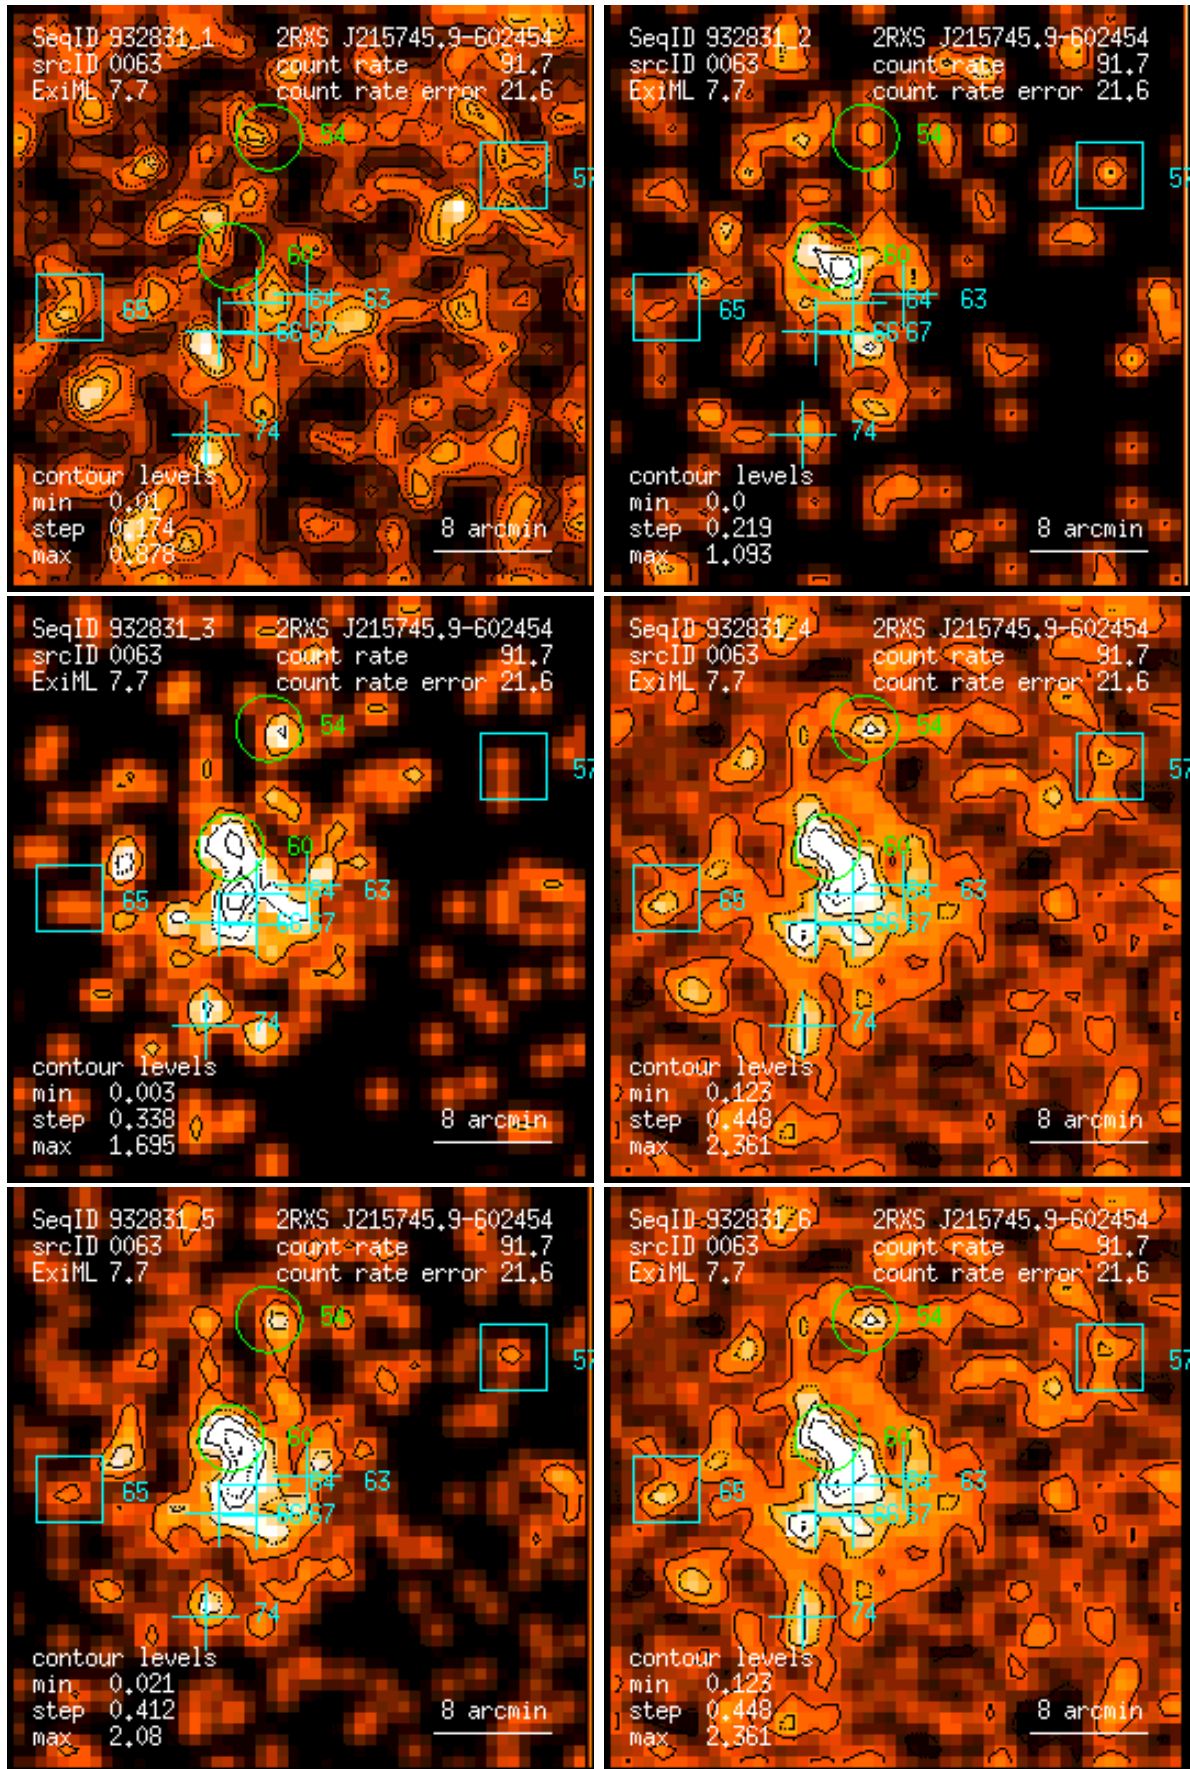 SeqID 932831_1 2RXS J215745.9-602454
srcID 0063 count rate 91.7
ExiML 7.7 count rate error 21.6
54
57
60
65 64 63
66 67
74
contour levels
min 0.01
step 0.174 8 arcmin
max 0.878
SeqID 932831_2 2RXS J215745.9-602454
srcID 0063 count rate 91.7
ExiML 7.7 count rate error 21.6
54
57
60
65 64 63
66 67
74
contour levels
min 0.0
step 0.219 8 arcmin
max 1.093
SeqID 932831_3 2RXS J215745.9-602454
srcID 0063 count rate 91.7
ExiML 7.7 count rate error 21.6
54
57
60
65 64 63
66 67
74
contour levels
min 0.003
step 0.338 8 arcmin
max 1.695
SeqID 932831_4 2RXS J215745.9-602454
srcID 0063 count rate 91.7
ExiML 7.7 count rate error 21.6
54
57
60
65 64 63
66 67
74
contour levels
min 0.123
step 0.448 8 arcmin
max 2.361
SeqID 932831_5 2RXS J215745.9-602454
srcID 0063 count rate 91.7
ExiML 7.7 count rate error 21.6
54
57
60
65 64 63
66 67
74
contour levels
min 0.021
step 0.412 8 arcmin
max 2.08
SeqID 932831_6 2RXS J215745.9-602454
srcID 0063 count rate 91.7
ExiML 7.7 count rate error 21.6
54
57
60
65 64 63
66 67
74
contour levels
min 0.123
step 0.448 8 arcmin
max 2.361